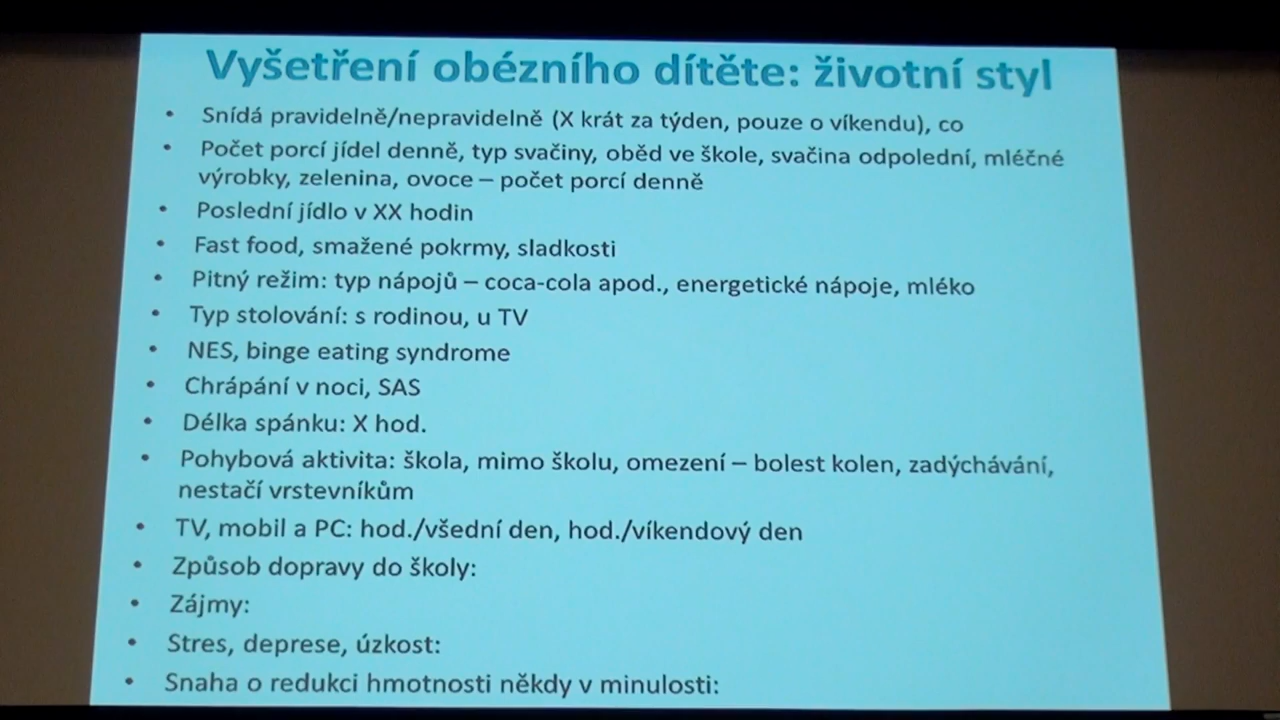 Vyšetření obézního dítěte: životní styl
• Snídá pravidelně/nepravidelně (X krát za týden, pouze o víkendu), co
• Počet porcí jídel denně, typ svačiny, oběd ve škole, svačina odpolední, mléčné
výrobky, zelenina, ovoce – počet porcí denně
• Poslední jídlo v XX hodin
• Fast food, smažené pokrmy, sladkosti
• Pitný režim: typ nápojů – coca-cola apod., energetické nápoje, mléko
• Typ stolování: s rodinou, u TV
• NES, binge eating syndrome
• Chrápání v noci, SAS
• Délka spánku: X hod.
• Pohybová aktivita: škola, mimo školu, omezení – bolest kolen, zadýchávání,
nestačí vrstevníkům
• TV, mobil a PC: hod./všední den, hod./víkendový den
• Způsob dopravy do školy:
• Zájmy:
• Stres, deprese, úzkost:
• Snaha o redukci hmotnosti někdy v minulosti: